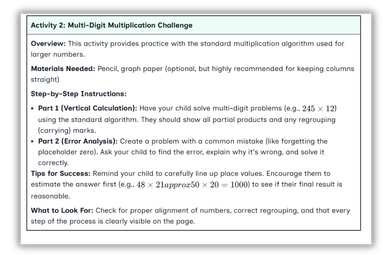 Activity 2: Multi-Digit Multiplication Challenge
Overview: This activity provides practice with the standard multiplication algorithm used for
larger numbers.
Materials Needed: Pencil, graph paper (optional, but highly recommended for keeping columns
straight)
Step-by-Step Instructions:
• Part 1 (Vertical Calculation): Have your child solve multi-digit problems (e.g., 245 × 12)
using the standard algorithm. They should show all partial products and any regrouping
(carrying) marks.
• Part 2 (Error Analysis): Create a problem with a common mistake (like forgetting the
placeholder zero). Ask your child to find the error, explain why it's wrong, and solve it
correctly.
Tips for Success: Remind your child to carefully line up place values. Encourage them to
estimate the answer first (e.g., 48 × 21approx50 × 20 = 1000) to see if their final result is
reasonable.
What to Look For: Check for proper alignment of numbers, correct regrouping, and that every
step of the process is clearly visible on the page.